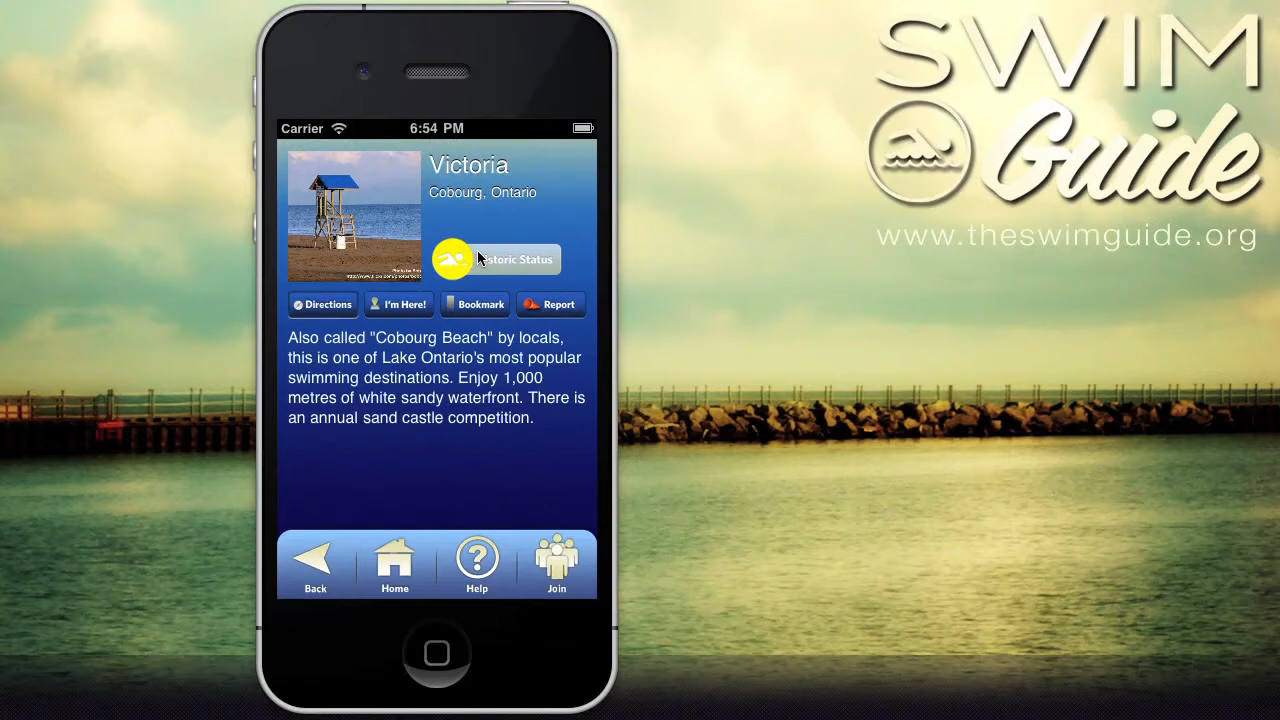 SWIM
Guide
www.theswimguide.org
Carrier
6:54 PM
Victoria
Cobourg, Ontario
storic Status
Directions
I'm Here!
Bookmark
Report
Also called "Cobourg Beach" by locals,
this is one of Lake Ontario's most popular
swimming destinations. Enjoy 1,000
metres of white sandy waterfront. There is
an annual sand castle competition.
Back
Home
?
Help
Join